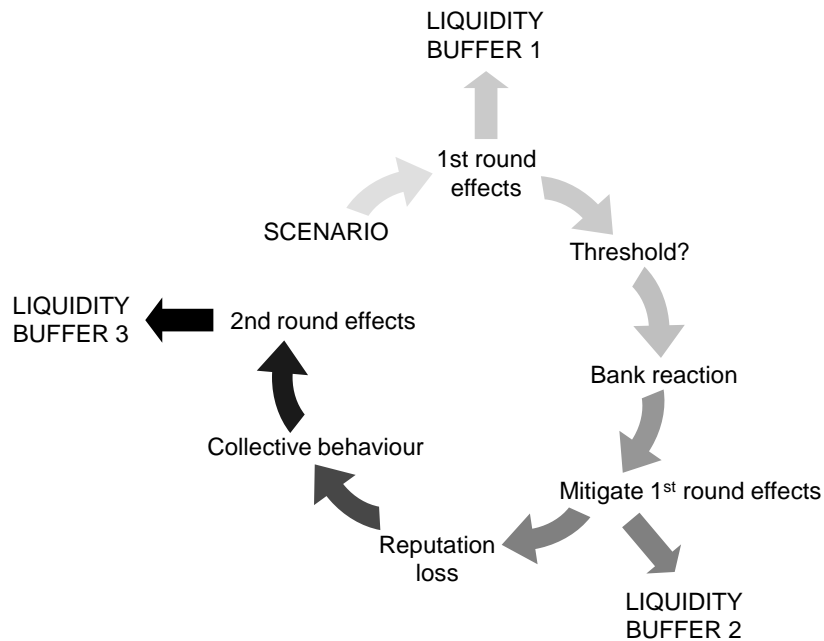 LIQUIDITY
BUFFER 1
1st round
effects
SCENARIO
Threshold?
LIQUIDITY
BUFFER 3
2nd round effects
Bank reaction
Collective behaviour
Mitigate 1st round effects
Reputation
loss
LIQUIDITY
BUFFER 2